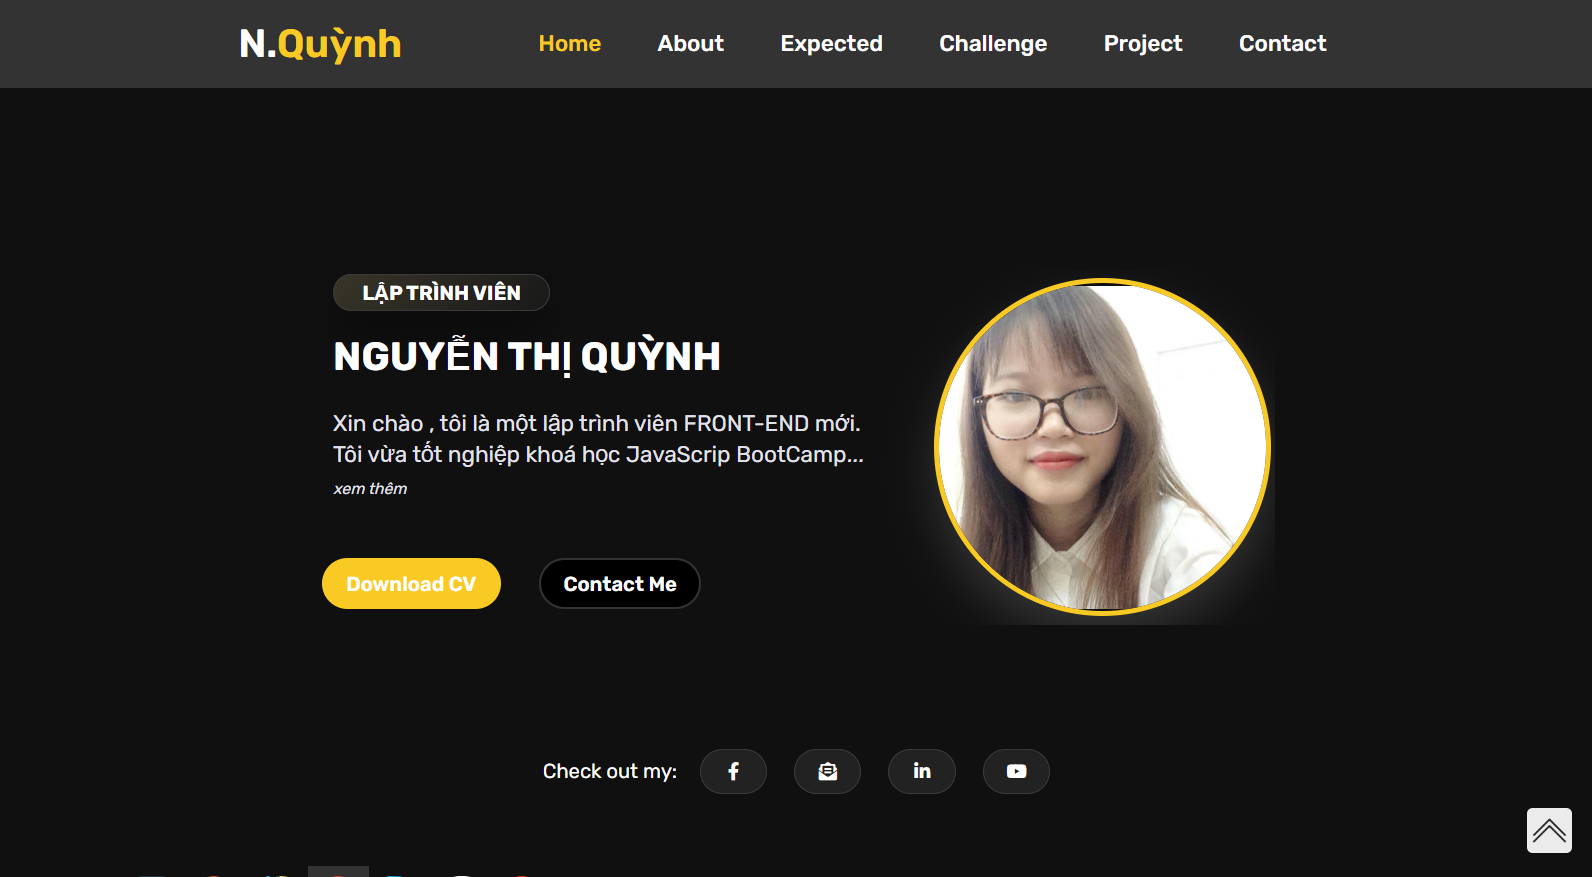 N.Quỳnh
Home About Expected Challenge Project Contact
LẬP TRÌNH VIÊN
NGUYỄN THỊ QUỲNH
Xin chào , tôi là một lập trình viên FRONT-END mới.
Tôi vừa tốt nghiệp khoá học JavaScrip BootCamp...
xem thêm
Download CV
Contact Me
Check out my: